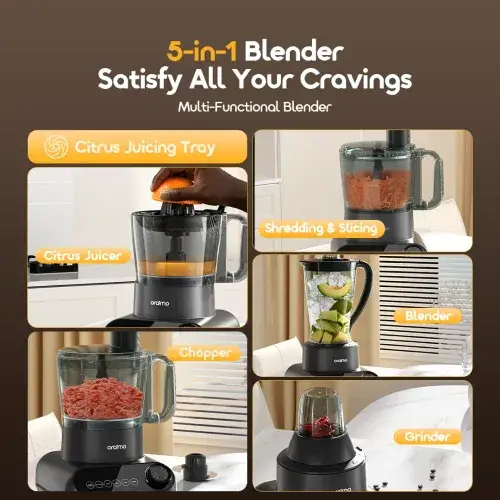 5-in-1 Blender
Satisfy All Your Cravings
Multi-Functional Blender
Citrus Juicing Tray
Citrus Juicer
oraimo
Shredding & Slicing
Blender
oraimo
Chopper
oraimo
Grinder
oraimo